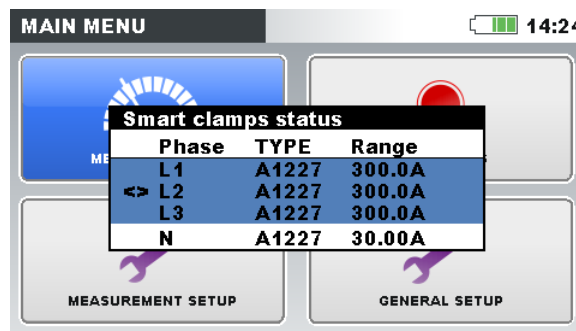 MAIN MENU 14:24
Smart clamps status
Phase TYPE Range
L1 A1227 300.0A
<> L2 A1227 300.0A
L3 A1227 300.0A
N A1227 30.00A
MEASUREMENT SETUP GENERAL SETUP